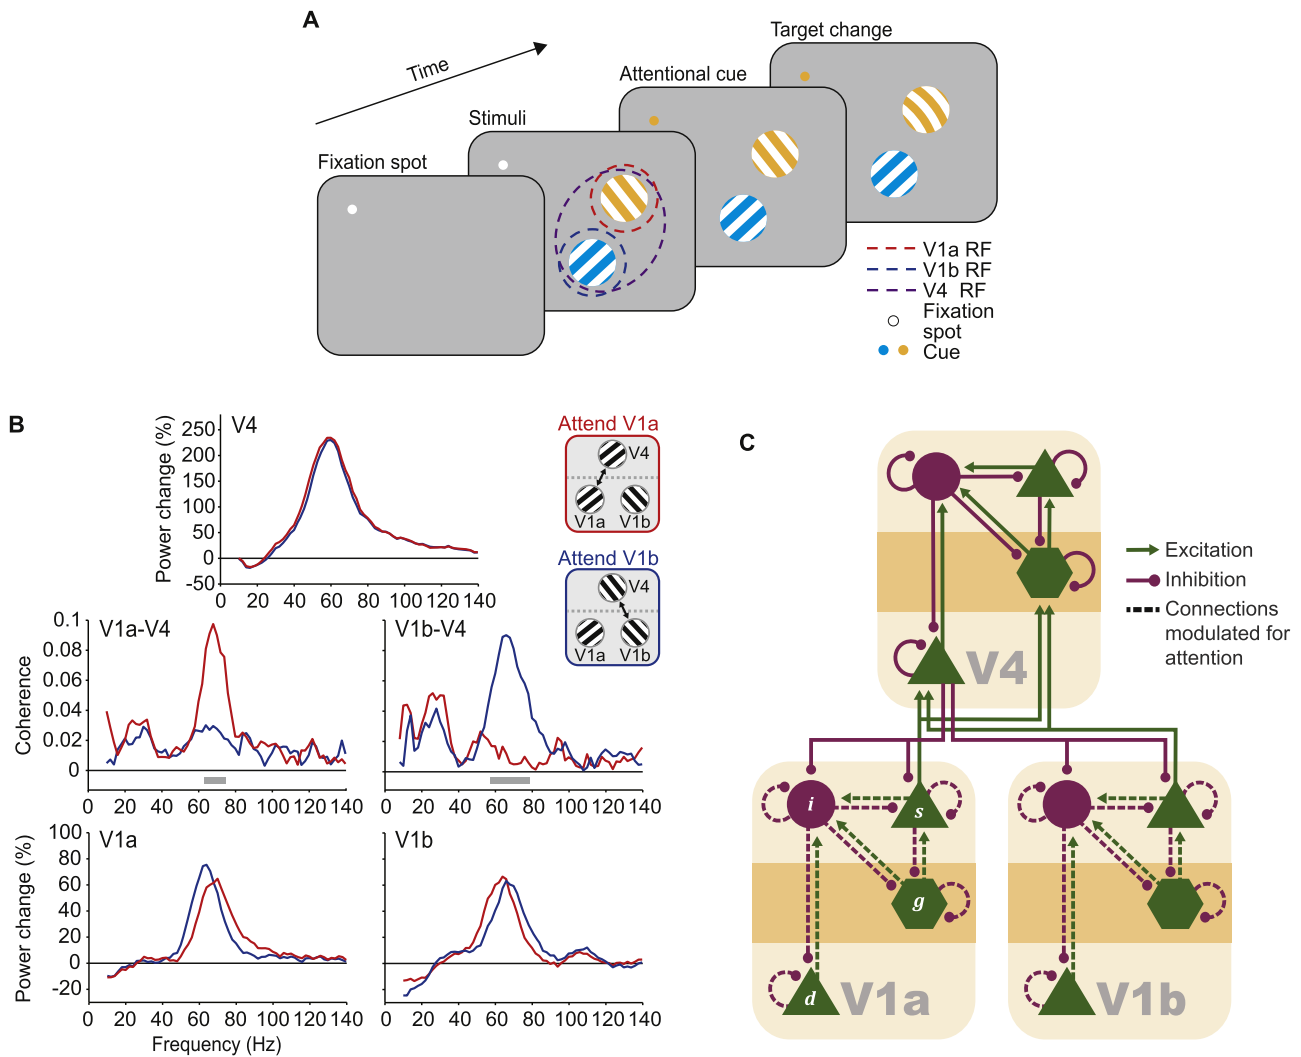 A
Time
Fixation spot
Stimuli
Attentional cue
Target change
V1a RF
V1b RF
V4 RF
Fixation
spot
Cue
B
V4
Power change (%)
250
200
150
100
50
0
-50
0 20 40 60 80 100 120 140
Attend V1a
V4
V1a V1b
Attend V1b
V4
V1a V1b
V1a-V4
Coherence
0.1
0.08
0.06
0.04
0.02
0
0 20 40 60 80 100 120 140
V1b-V4
0 20 40 60 80 100 120 140
V1a
Power change (%)
100
80
60
40
20
0
-20
0 20 40 60 80 100 120 140
V1b
0 20 40 60 80 100 120 140
Frequency (Hz)
C
V4
Excitation
Inhibition
Connections
modulated for
attention
i
s
g
d
V1a
V1b